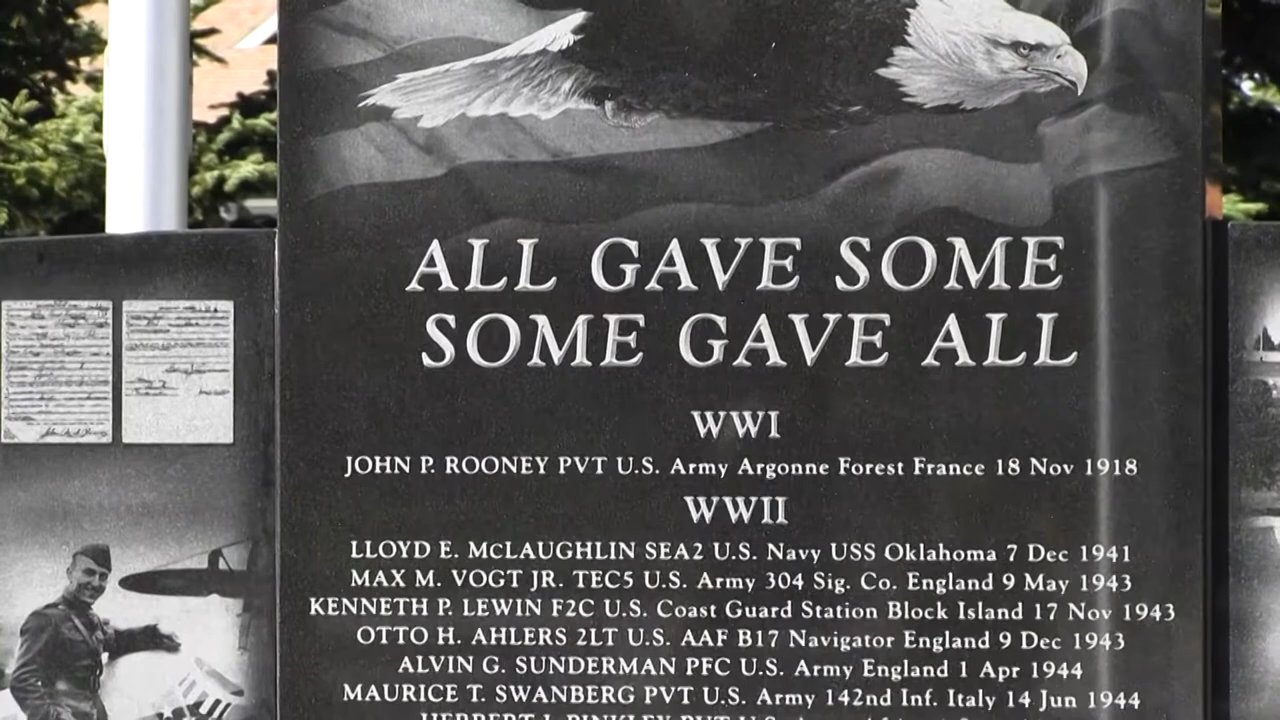 ALL GAVE SOME
SOME GAVE ALL
WWI
JOHN P. ROONEY PVT U.S. Army Argonne Forest France 18 Nov 1918
WWII
LLOYD E. McLAUGHLIN SEA2 U.S. Navy USS Oklahoma 7 Dec 1941
MAX M. VOGT JR. TEC5 U.S. Army 304 Sig. Co. England 9 May 1943
KENNETH P. LEWIN F2C U.S. Coast Guard Station Block Island 17 Nov 1943
OTTO H. AHLERS 2LT U.S. AAF B17 Navigator England 9 Dec 1943
ALVIN G. SUNDERMAN PFC U.S. Army England 1 Apr 1944
MAURICE T. SWANBERG PVT U.S. Army 142nd Inf. Italy 14 Jun 1944